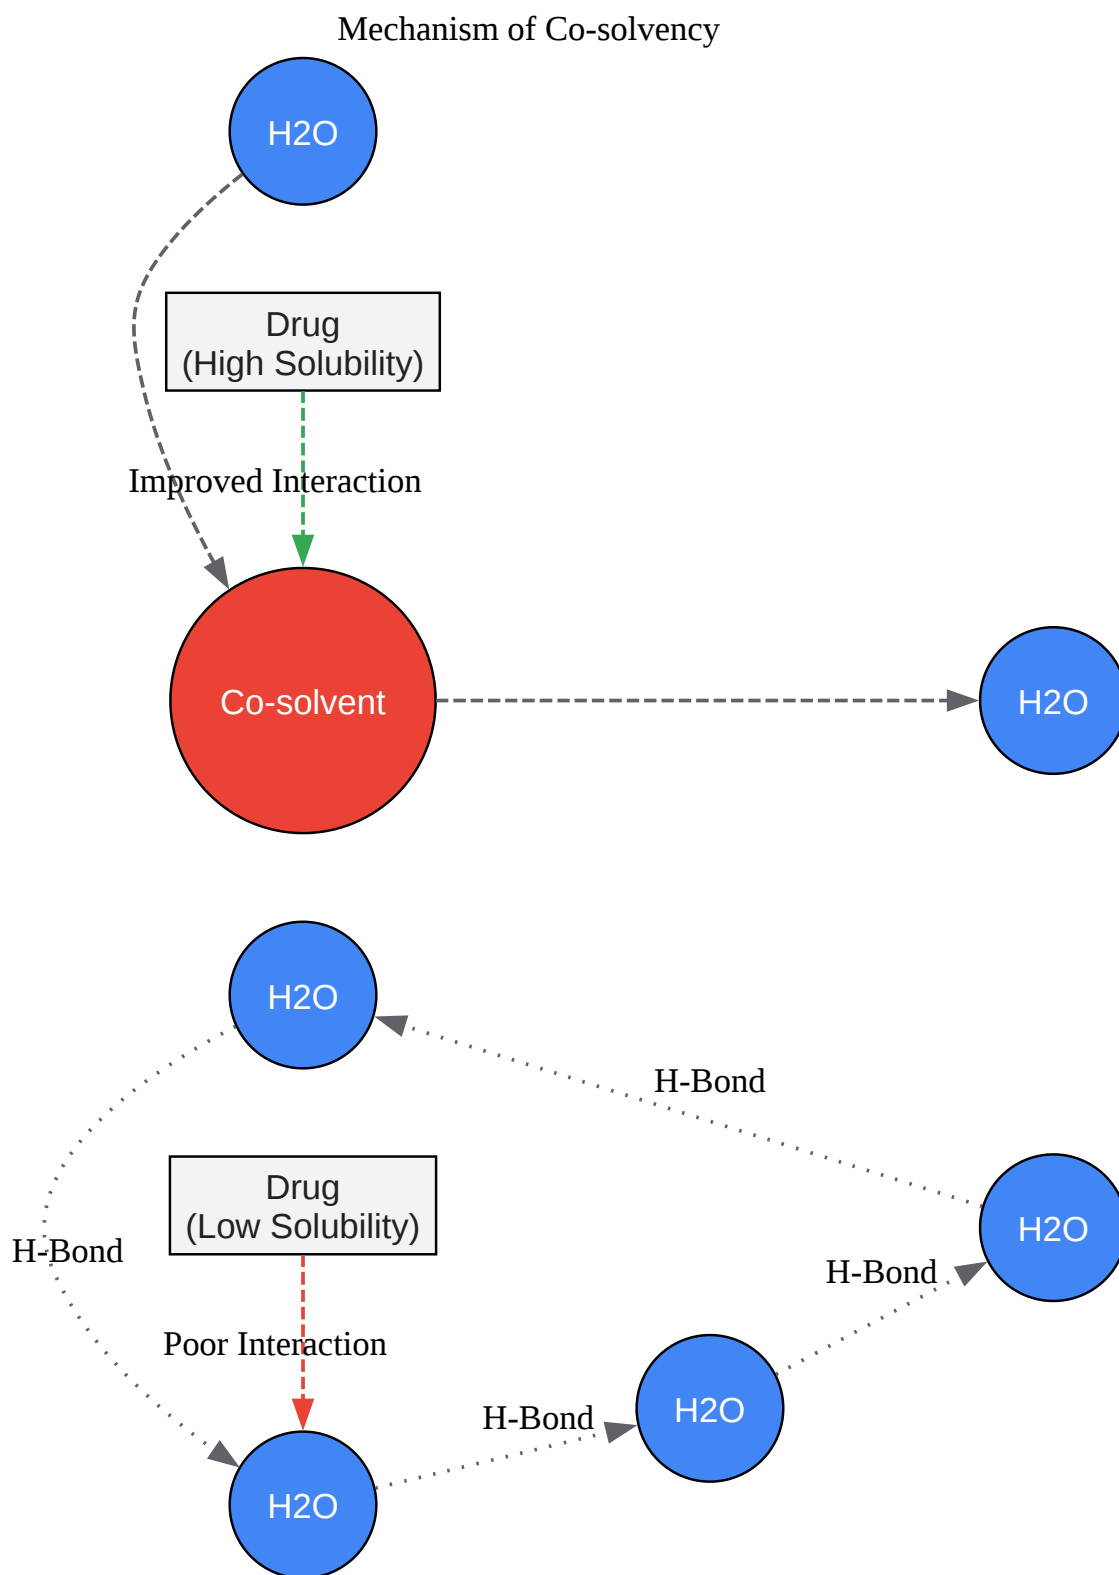 Mechanism of Co-solvency
H2O
Drug
(High Solubility)
Improved Interaction
Co-solvent
H2O
H2O
H-Bond
Drug
(Low Solubility)
H2O
H-Bond
H-Bond
Poor Interaction
H2O
H-Bond
H2O